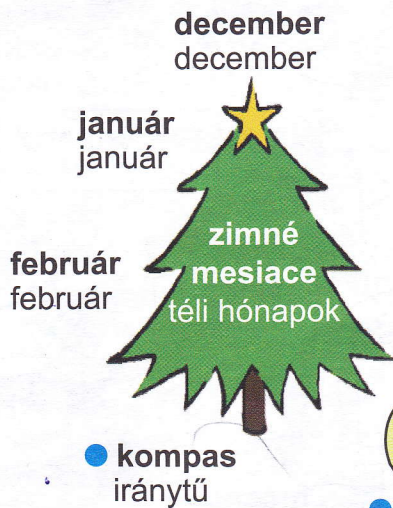 december
december
január
január
február
február
zimné
mesiace
téli hónapok
kompas
iránytű